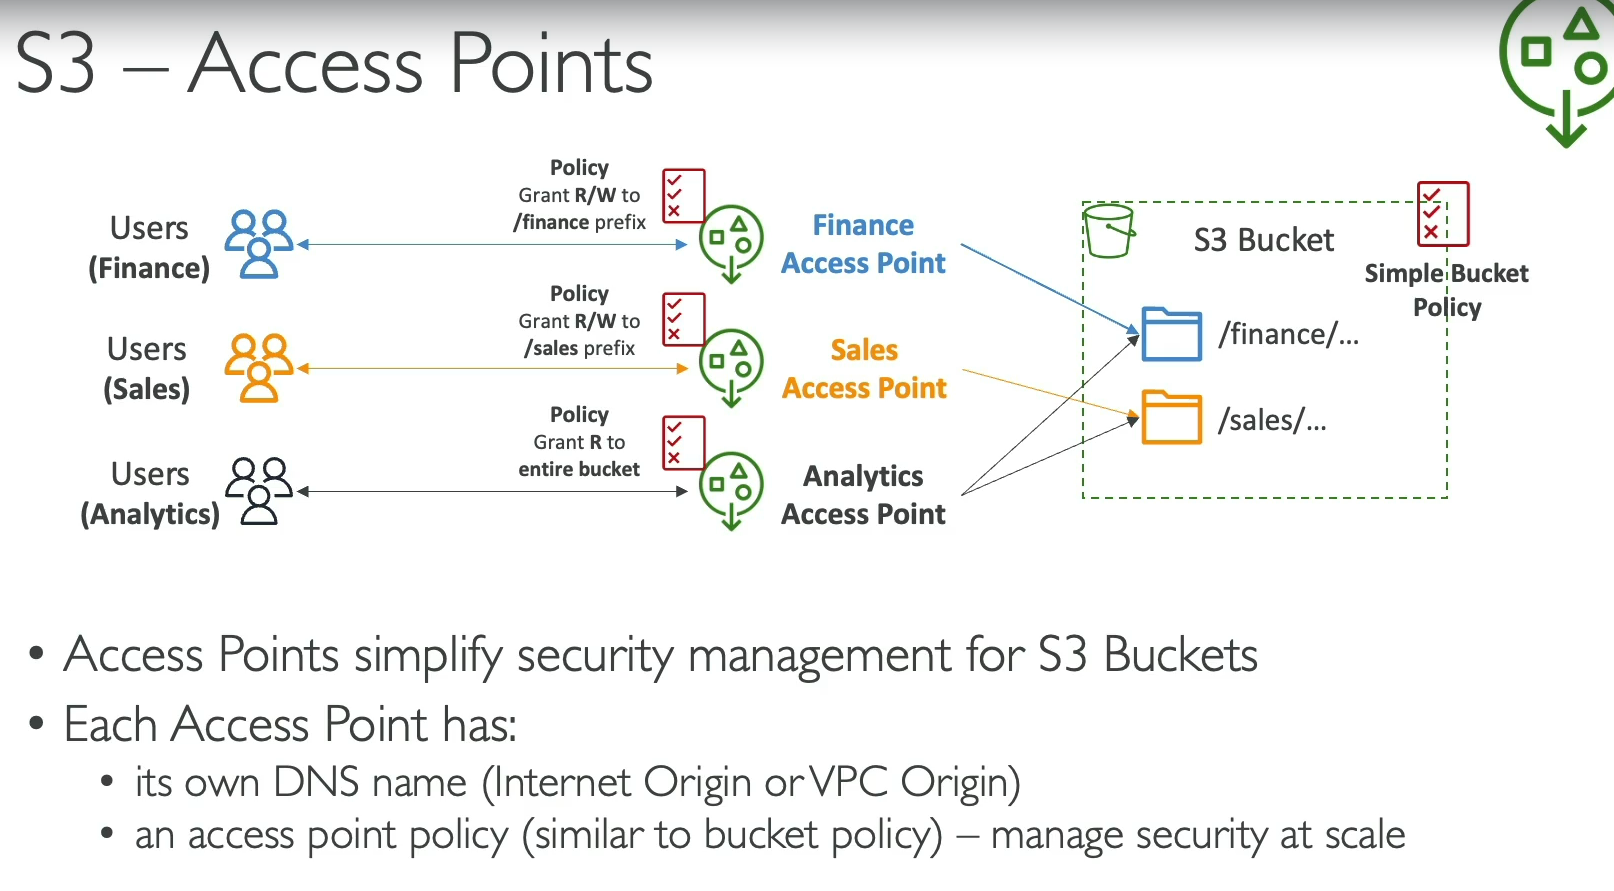 S3 – Access Points
Policy
Grant R/W to
/finance prefix
Users
(Finance)
Finance
Access Point
S3 Bucket
Simple Bucket
Policy
Policy
Grant R/W to
/sales prefix
Users
(Sales)
Sales
Access Point
/finance/...
/sales/...
Policy
Grant R to
entire bucket
Users
(Analytics)
Analytics
Access Point
• Access Points simplify security management for S3 Buckets
• Each Access Point has:
• its own DNS name (Internet Origin or VPC Origin)
• an access point policy (similar to bucket policy) – manage security at scale